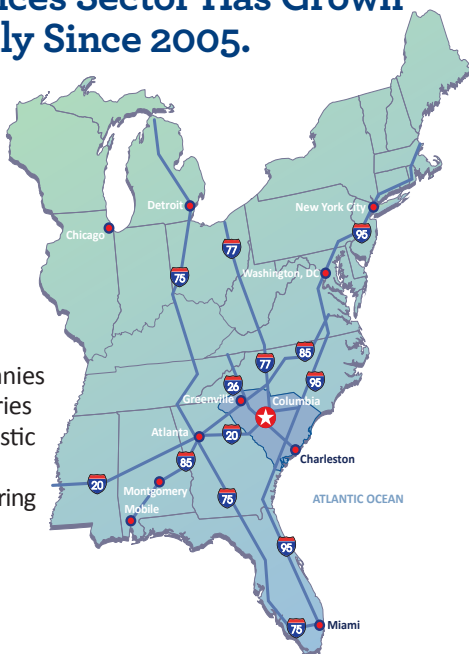 ces Sector Has Grown
ly Since 2005.
Detroit
New York City
Chicago
95
77
Washington, DC
75
nies
ries
stic
ring
85
77
95
26
Greenville
Columbia
Atlanta
20
85
Charleston
20
Montgomery
75
ATLANTIC OCEAN
Mobile
95
75
Miami